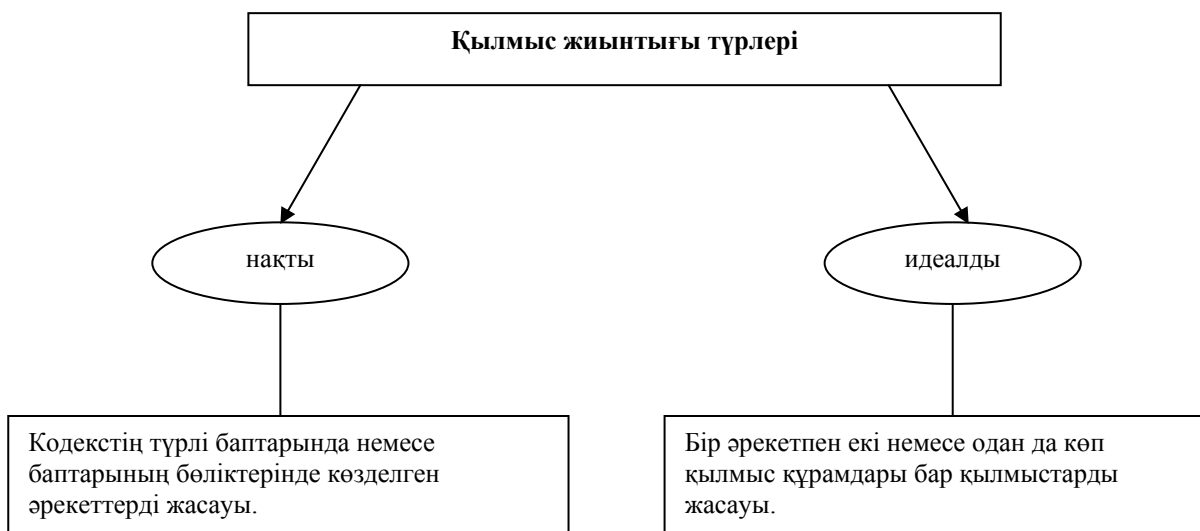 Қылмыс жиынтығы түрлері
нақты
идеалды
Кодекстің түрлі баптарында немесе
баптарының бөліктерінде көзделген
әрекеттерді жасауы.
Бір әрекетпен екі немесе одан да көп
қылмыс құрамдары бар қылмыстарды
жасауы.